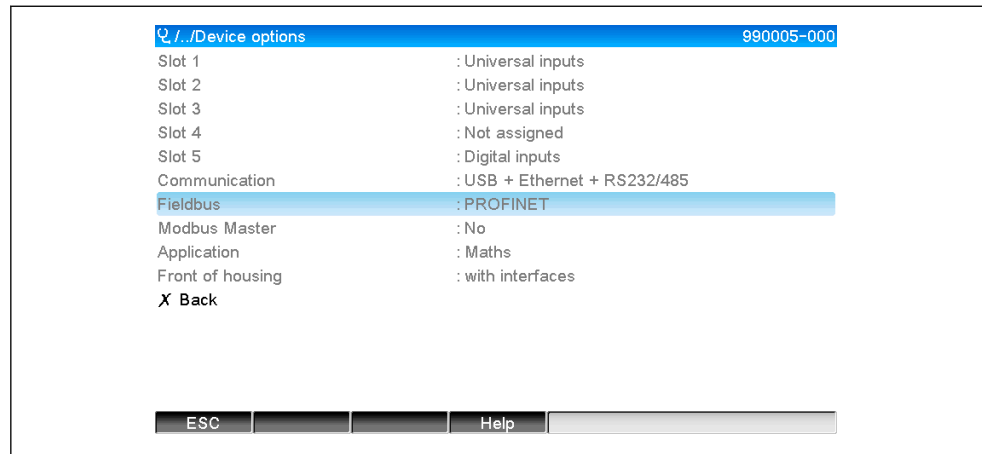 /../Device options 990005-000
Slot 1 : Universal inputs
Slot 2 : Universal inputs
Slot 3 : Universal inputs
Slot 4 : Not assigned
Slot 5 : Digital inputs
Communication : USB + Ethernet + RS232/485
Fieldbus : PROFINET
Modbus Master : No
Application : Maths
Front of housing : with interfaces
X Back
ESC Help